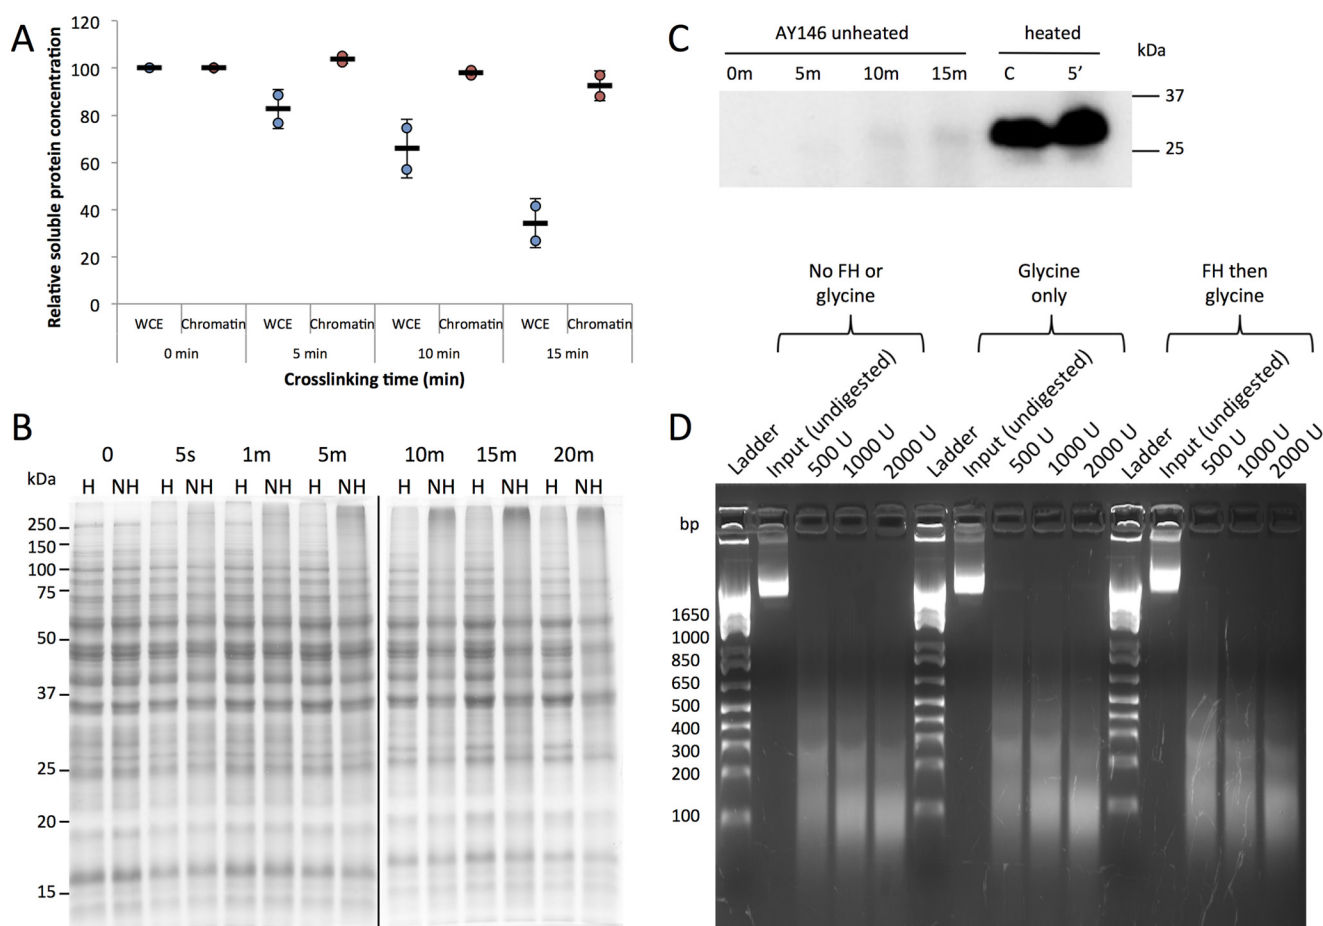 A
Relative soluble protein concentration
120
100
80
60
40
20
0
WCE Chromatin WCE Chromatin WCE Chromatin WCE Chromatin
0 min 5 min 10 min 15 min
Crosslinking time (min)
B
0 5s 1m 5m 10m 15m 20m
kDa H NH H NH H NH H NH H NH H NH H NH
250
150
100
75
50
37
25
20
15
C
AY146 unheated heated
kDa
0m 5m 10m 15m C 5’
37
25
No FH or
glycine
Glycine
only
FH then
glycine
D
Ladder
Input (undigested)
500 U
1000 U
2000 U
Ladder
Input (undigested)
500 U
1000 U
2000 U
Ladder
Input (undigested)
500 U
1000 U
2000 U
bp
1650
1000
850
650
500
400
300
200
100